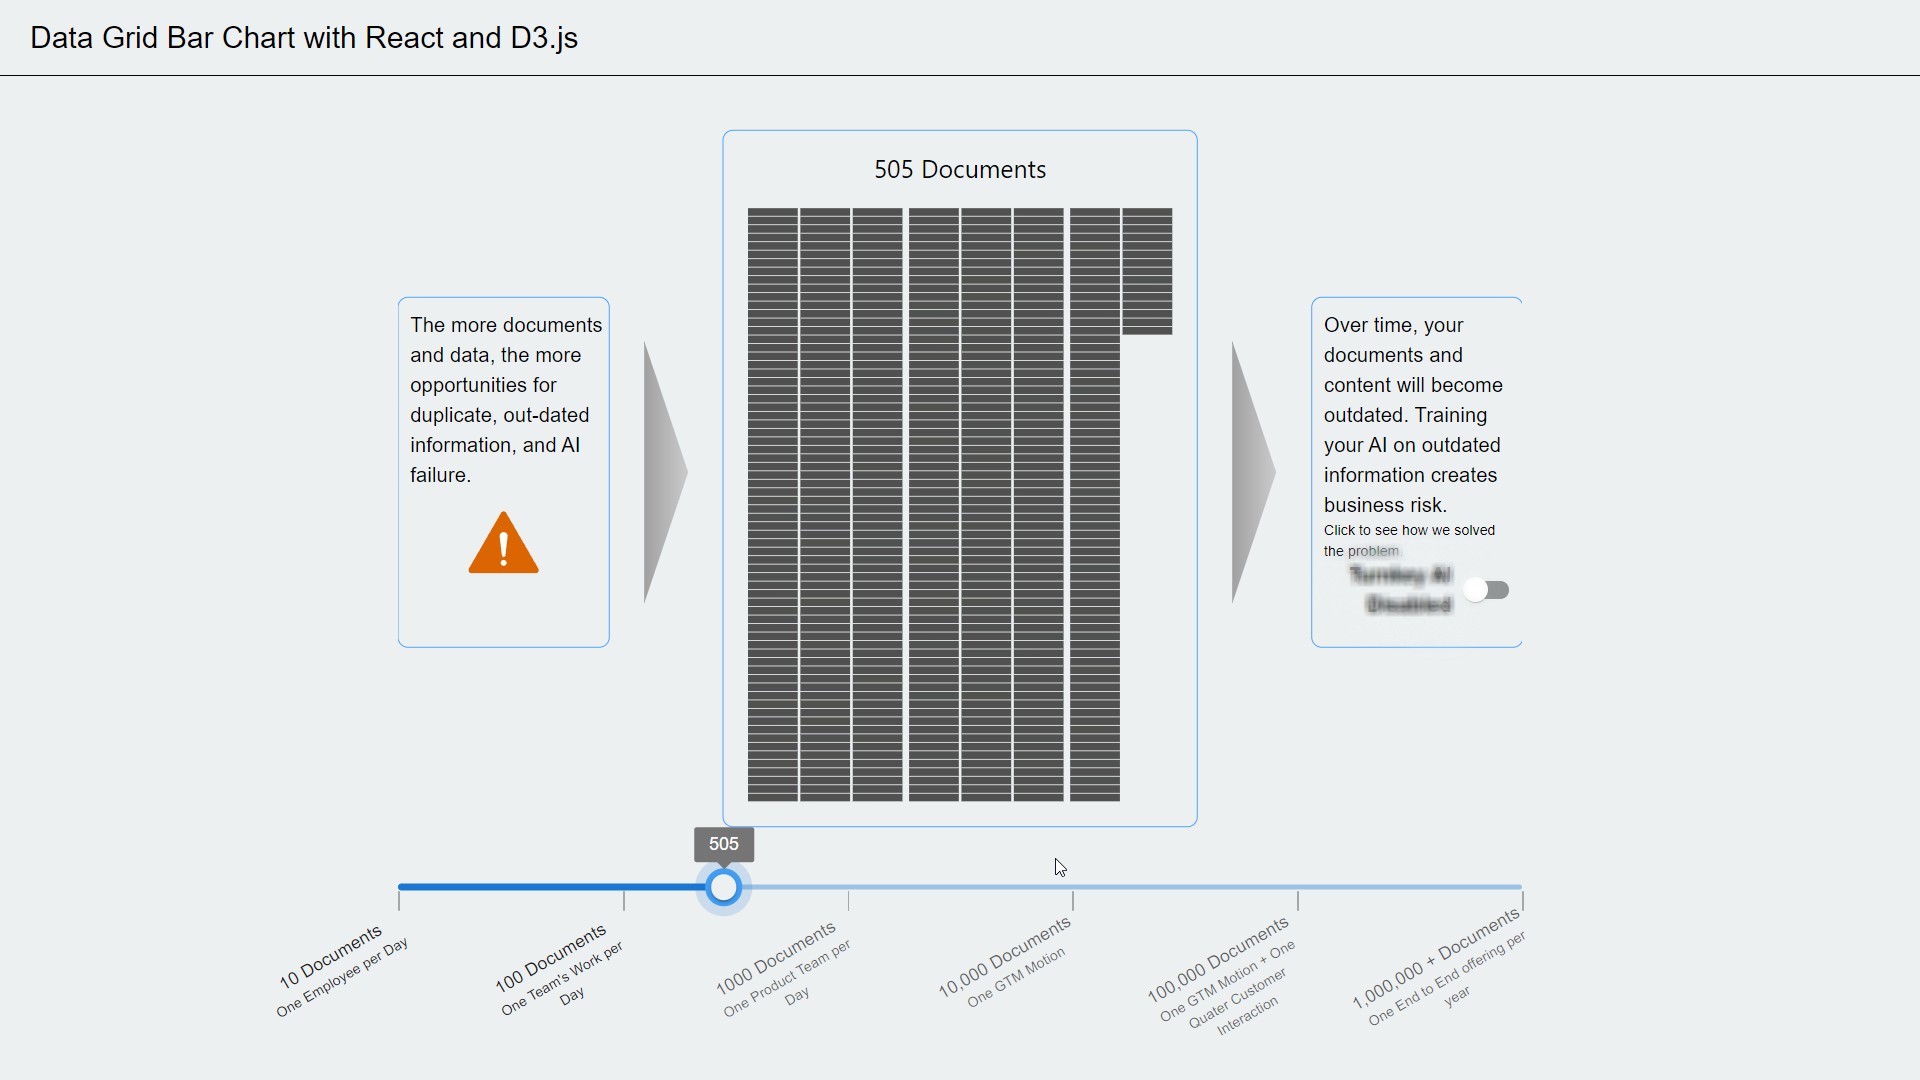 Data Grid Bar Chart with React and D3.js
505 Documents
The more documents
and data, the more
opportunities for
duplicate, out-dated
information, and AI
failure.
Over time, your
documents and
content will become
outdated. Training
your AI on outdated
information creates
business risk.
Click to see how we solved
the problem.
Turnkey AI
Disabled
505
10 Documents
One Employee per Day
100 Documents
One Team's Work per
Day
1000 Documents
One Product Team per
Day
10,000 Documents
One GTM Motion
100,000 Documents
One GTM Motion + One
Quater Customer
Interaction
1,000,000 + Documents
One End to End offering per
year